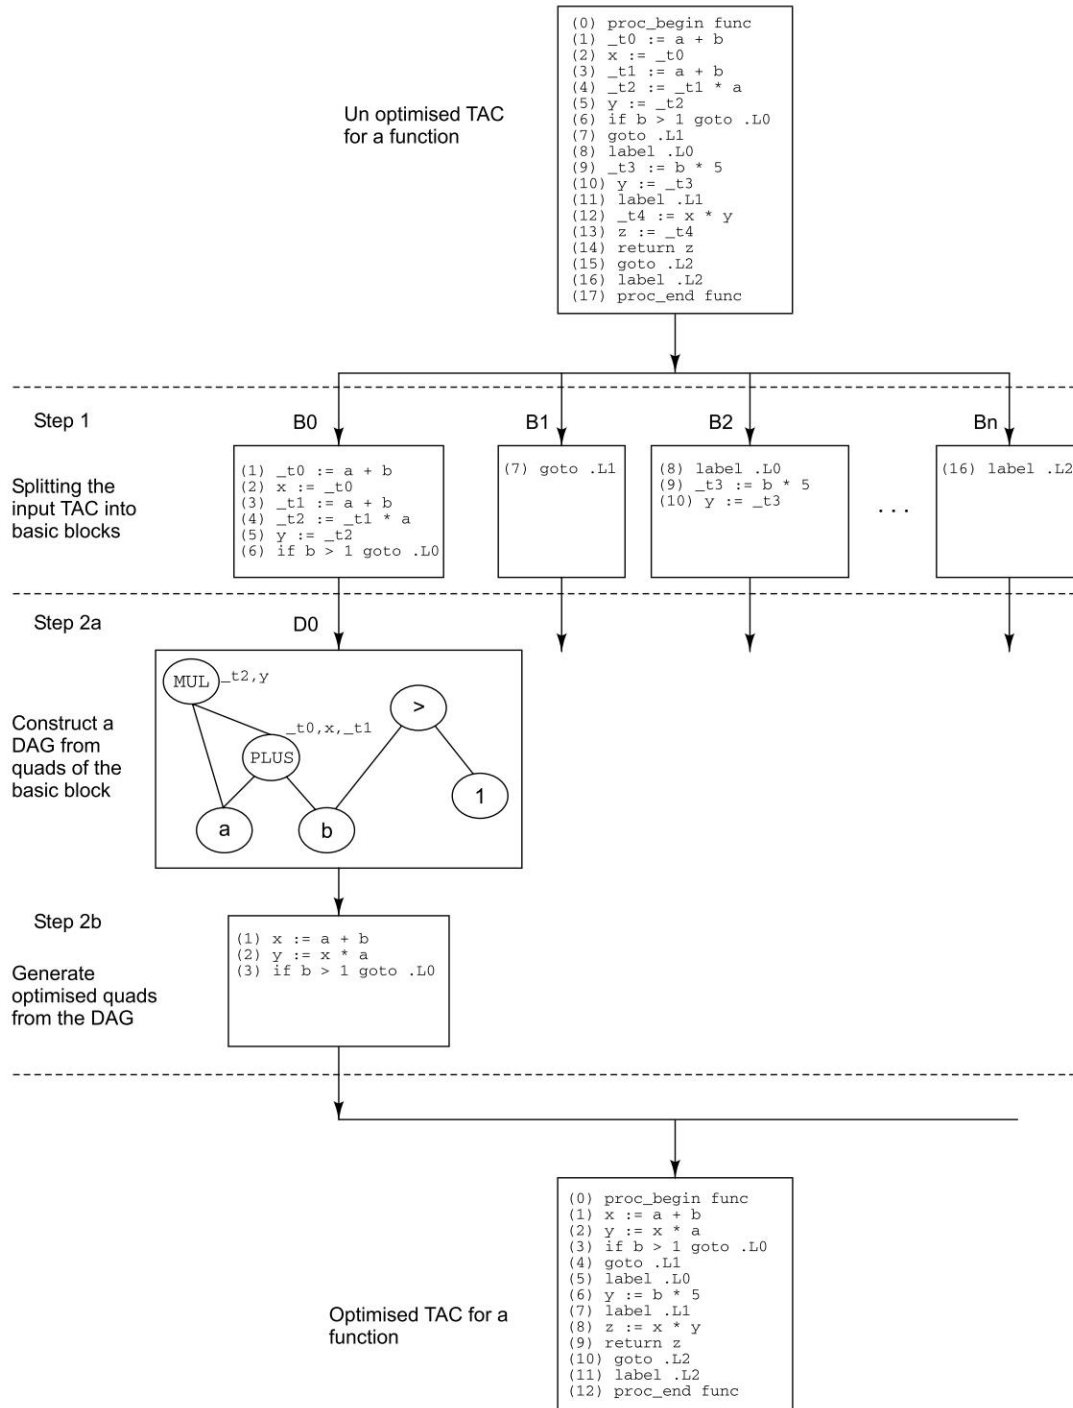 (0) proc_begin func
(1) _t0 := a + b
(2) x := _t0
(3) _t1 := a + b
(4) _t2 := _t1 * a
(5) y := _t2
(6) if b > 1 goto .L0
(7) goto .L1
(8) label .L0
(9) _t3 := b * 5
(10) y := _t3
(11) label .L1
(12) _t4 := x * y
(13) z := _t4
(14) return z
(15) goto .L2
(16) label .L2
(17) proc_end func
Un optimised TAC
for a function
Step 1
Splitting the
input TAC into
basic blocks
B0
(1) _t0 := a + b
(2) x := _t0
(3) _t1 := a + b
(4) _t2 := _t1 * a
(5) y := _t2
(6) if b > 1 goto .L0
B1
(7) goto .L1
B2
(8) label .L0
(9) _t3 := b * 5
(10) y := _t3
. . .
Bn
(16) label .L2
Step 2a
Construct a
DAG from
quads of the
basic block
D0
MUL
_t2,y
_t0,x,_t1
PLUS
>
1
a
b
Step 2b
Generate
optimised quads
from the DAG
(1) x := a + b
(2) y := x * a
(3) if b > 1 goto .L0
Optimised TAC for a
function
(0) proc_begin func
(1) x := a + b
(2) y := x * a
(3) if b > 1 goto .L0
(4) goto .L1
(5) label .L0
(6) y := b * 5
(7) label .L1
(8) z := x * y
(9) return z
(10) goto .L2
(11) label .L2
(12) proc_end func